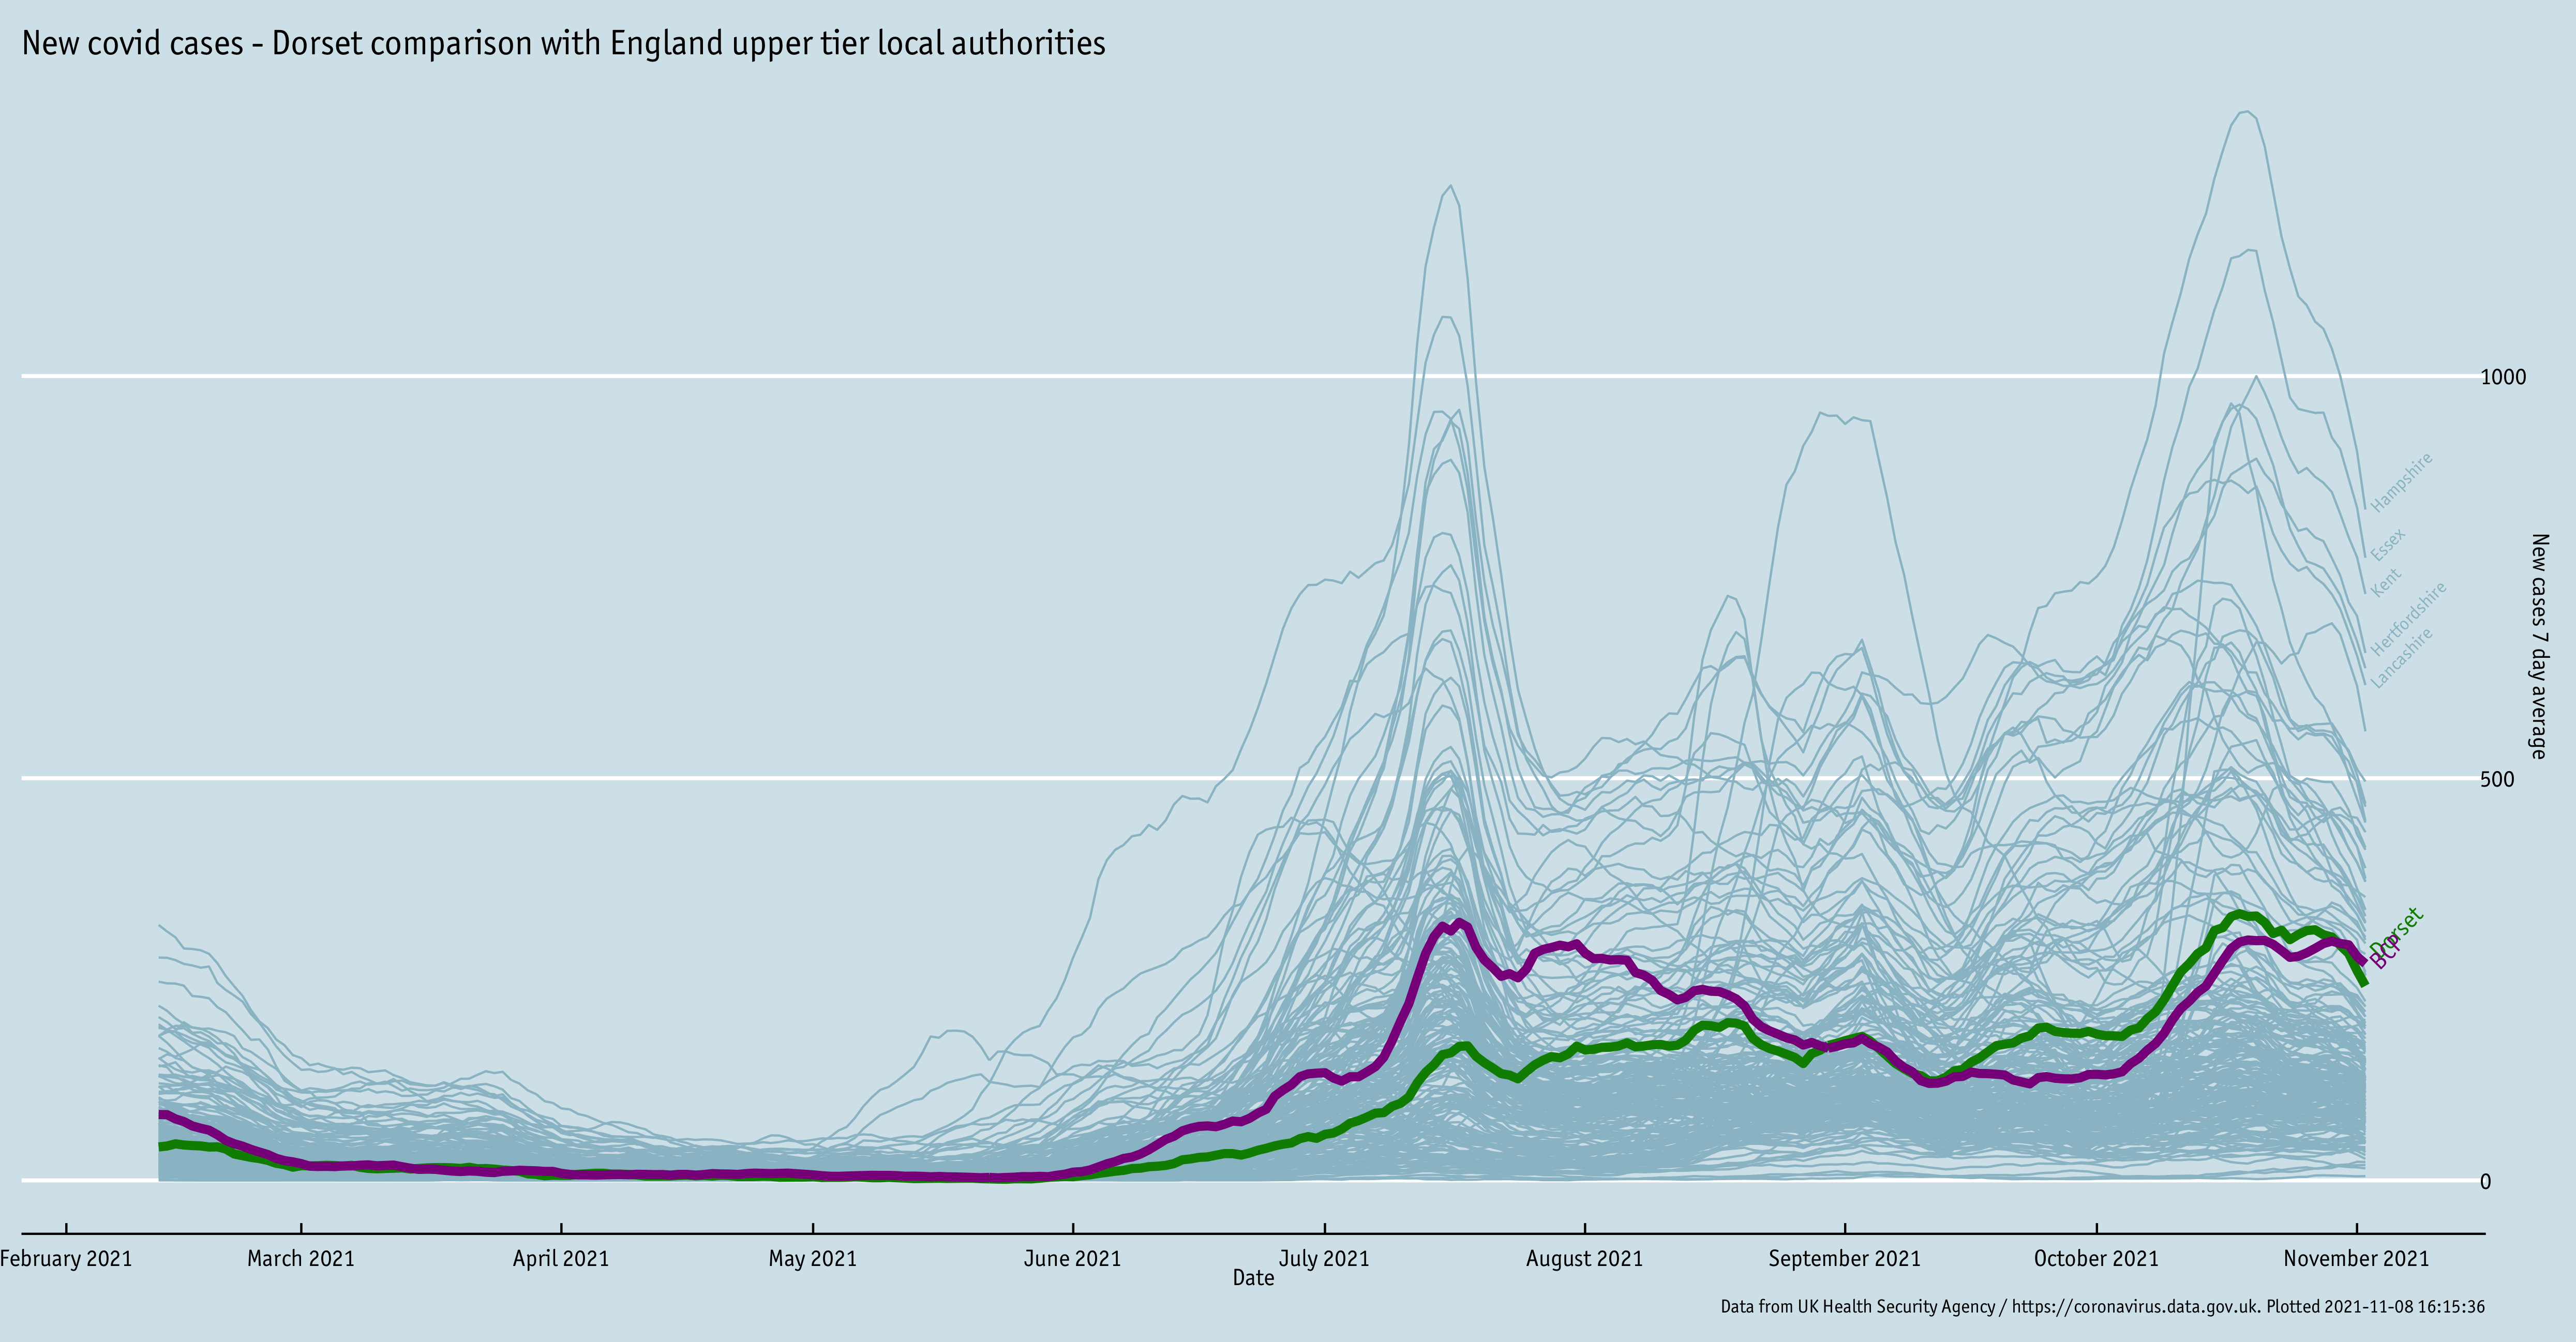 New covid cases - Dorset comparison with England upper tier local authorities
1000
Hampshire
Essex
Kent
Hertfordshire
Lancashire
New cases 7 day average
500
Dorset
BCP
0
February 2021
March 2021
April 2021
May 2021
June 2021
July 2021
August 2021
September 2021
October 2021
November 2021
Date
Data from UK Health Security Agency / https://coronavirus.data.gov.uk. Plotted 2021-11-08 16:15:36